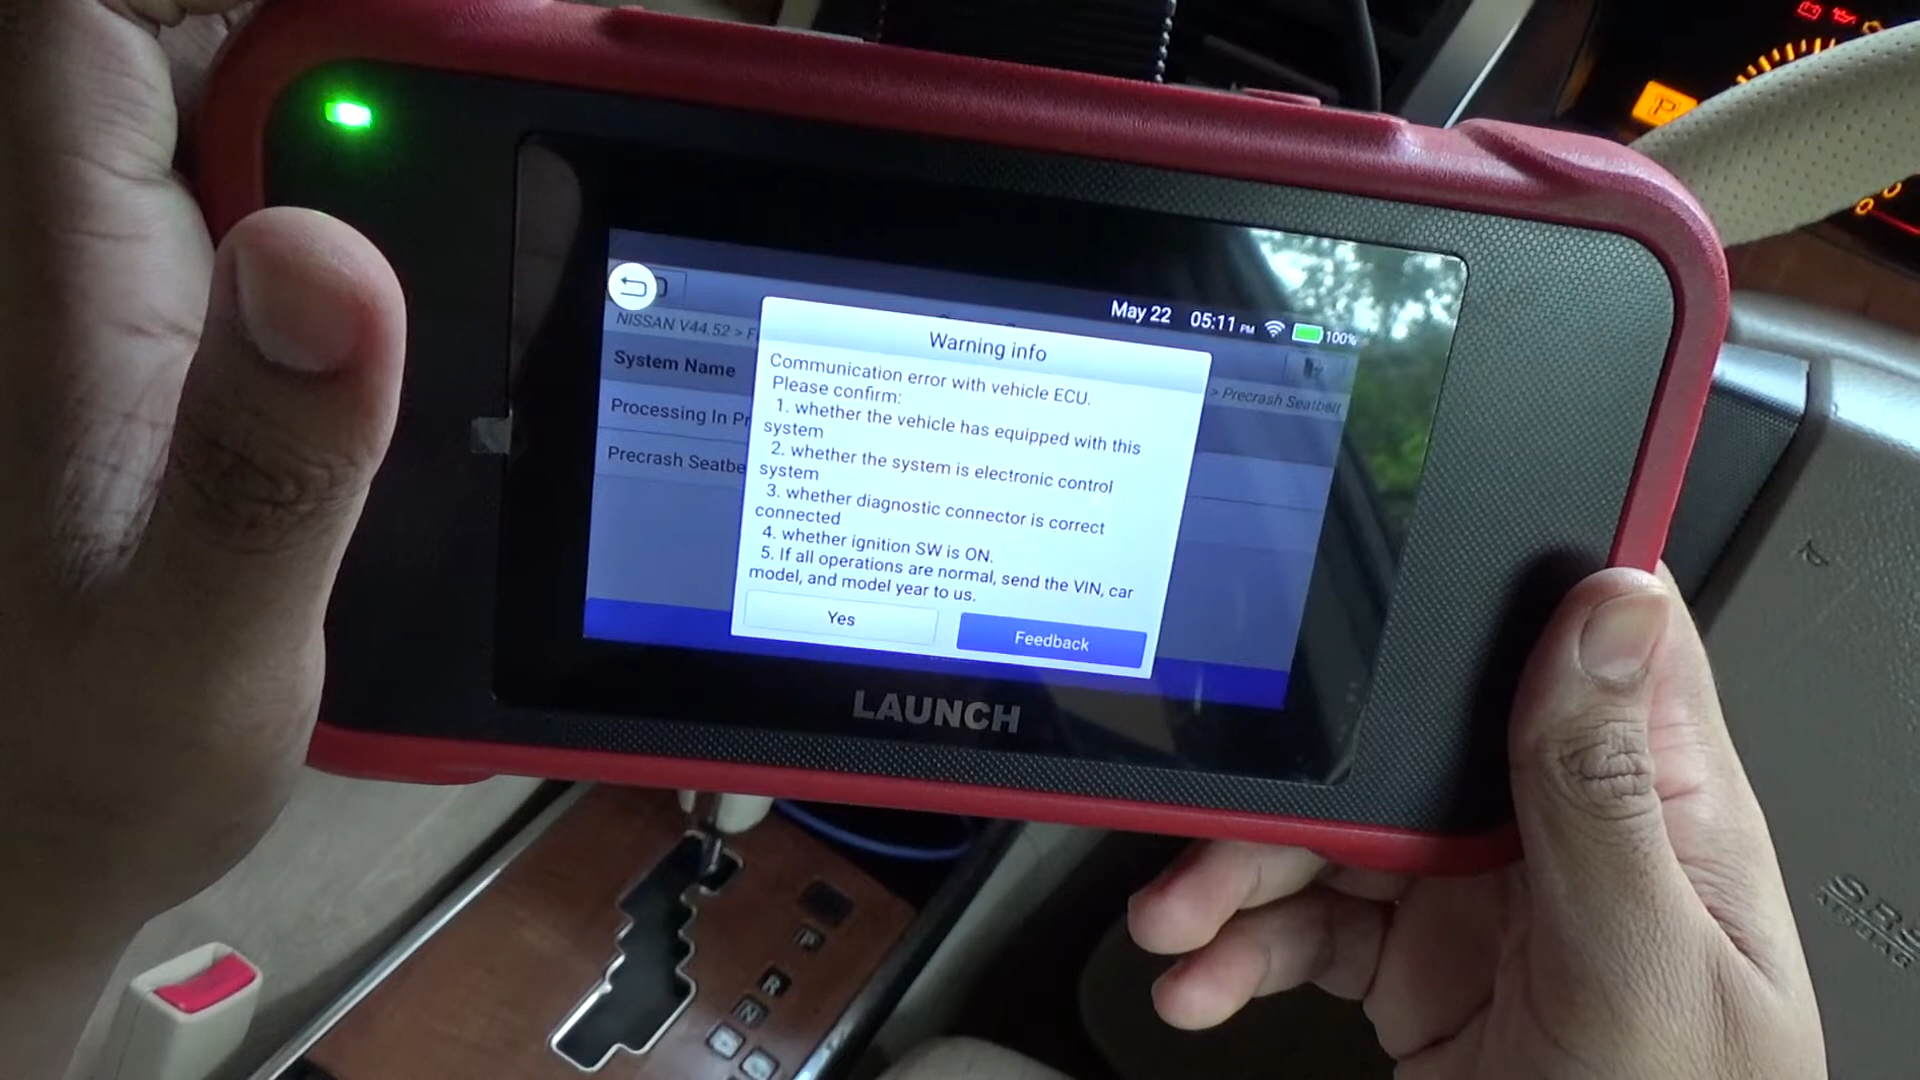 May 22 05:11 PM 100%
NISSAN V44.52 > F
> Precrash Seatbelt
System Name
Processing In Pr
Precrash Seatbe
Warning info
Communication error with vehicle ECU.
Please confirm:
1. whether the vehicle has equipped with this
system
2. whether the system is electronic control
system
3. whether diagnostic connector is correct
connected
4. whether ignition SW is ON.
5. If all operations are normal, send the VIN, car
model, and model year to us.
Yes
Feedback
LAUNCH
P
P
R
N
SRS
AIRBAG